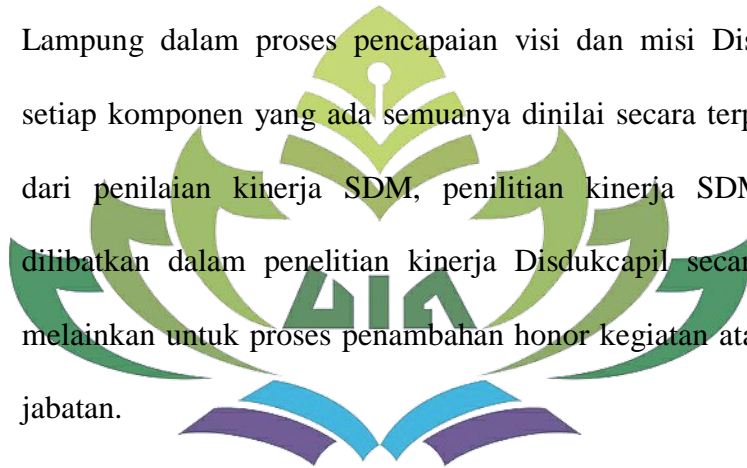 Lampung dalam proses pencapaian visi dan misi Dis
setiap komponen yang ada semuanya dinilai secara terp
dari penilaian kinerja SDM, penilitian kinerja SDM
dilibatkan dalam penelitian kinerja Disdukcapil secar
UIN
melainkan untuk proses penambahan honor kegiatan ata
jabatan.